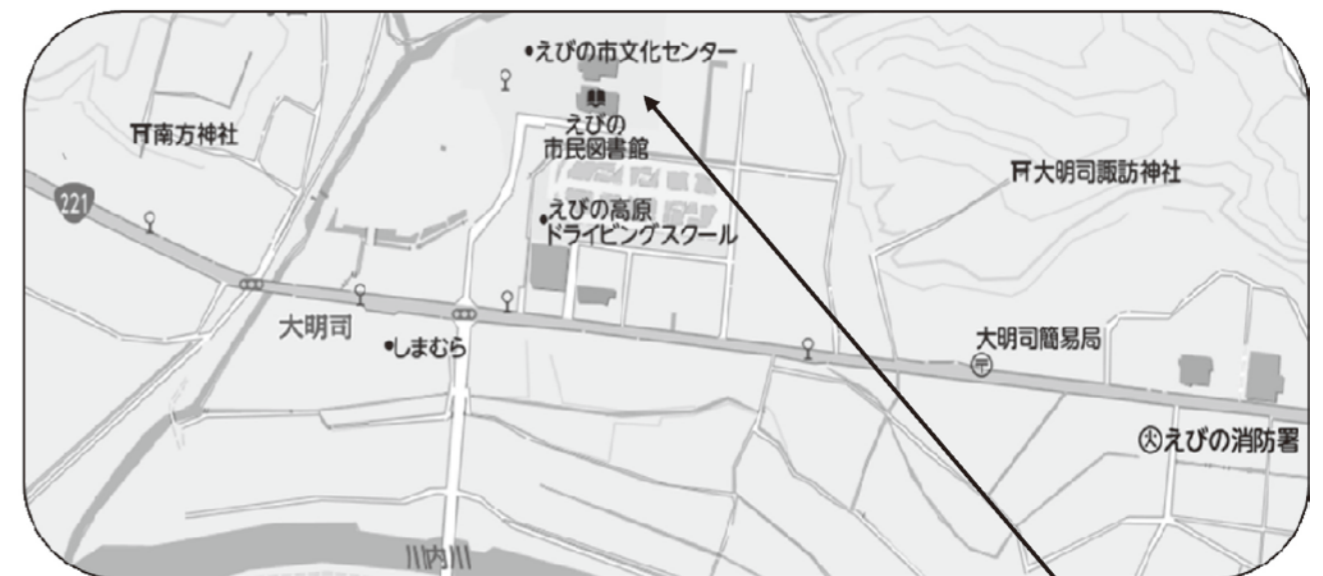 えびの市文化センター
南方神社
えびの
市民図書館
大明司諏訪神社
221
えびの高原
ドライビングスクール
大明司
しまむら
大明司簡易局
えびの消防署
川内川